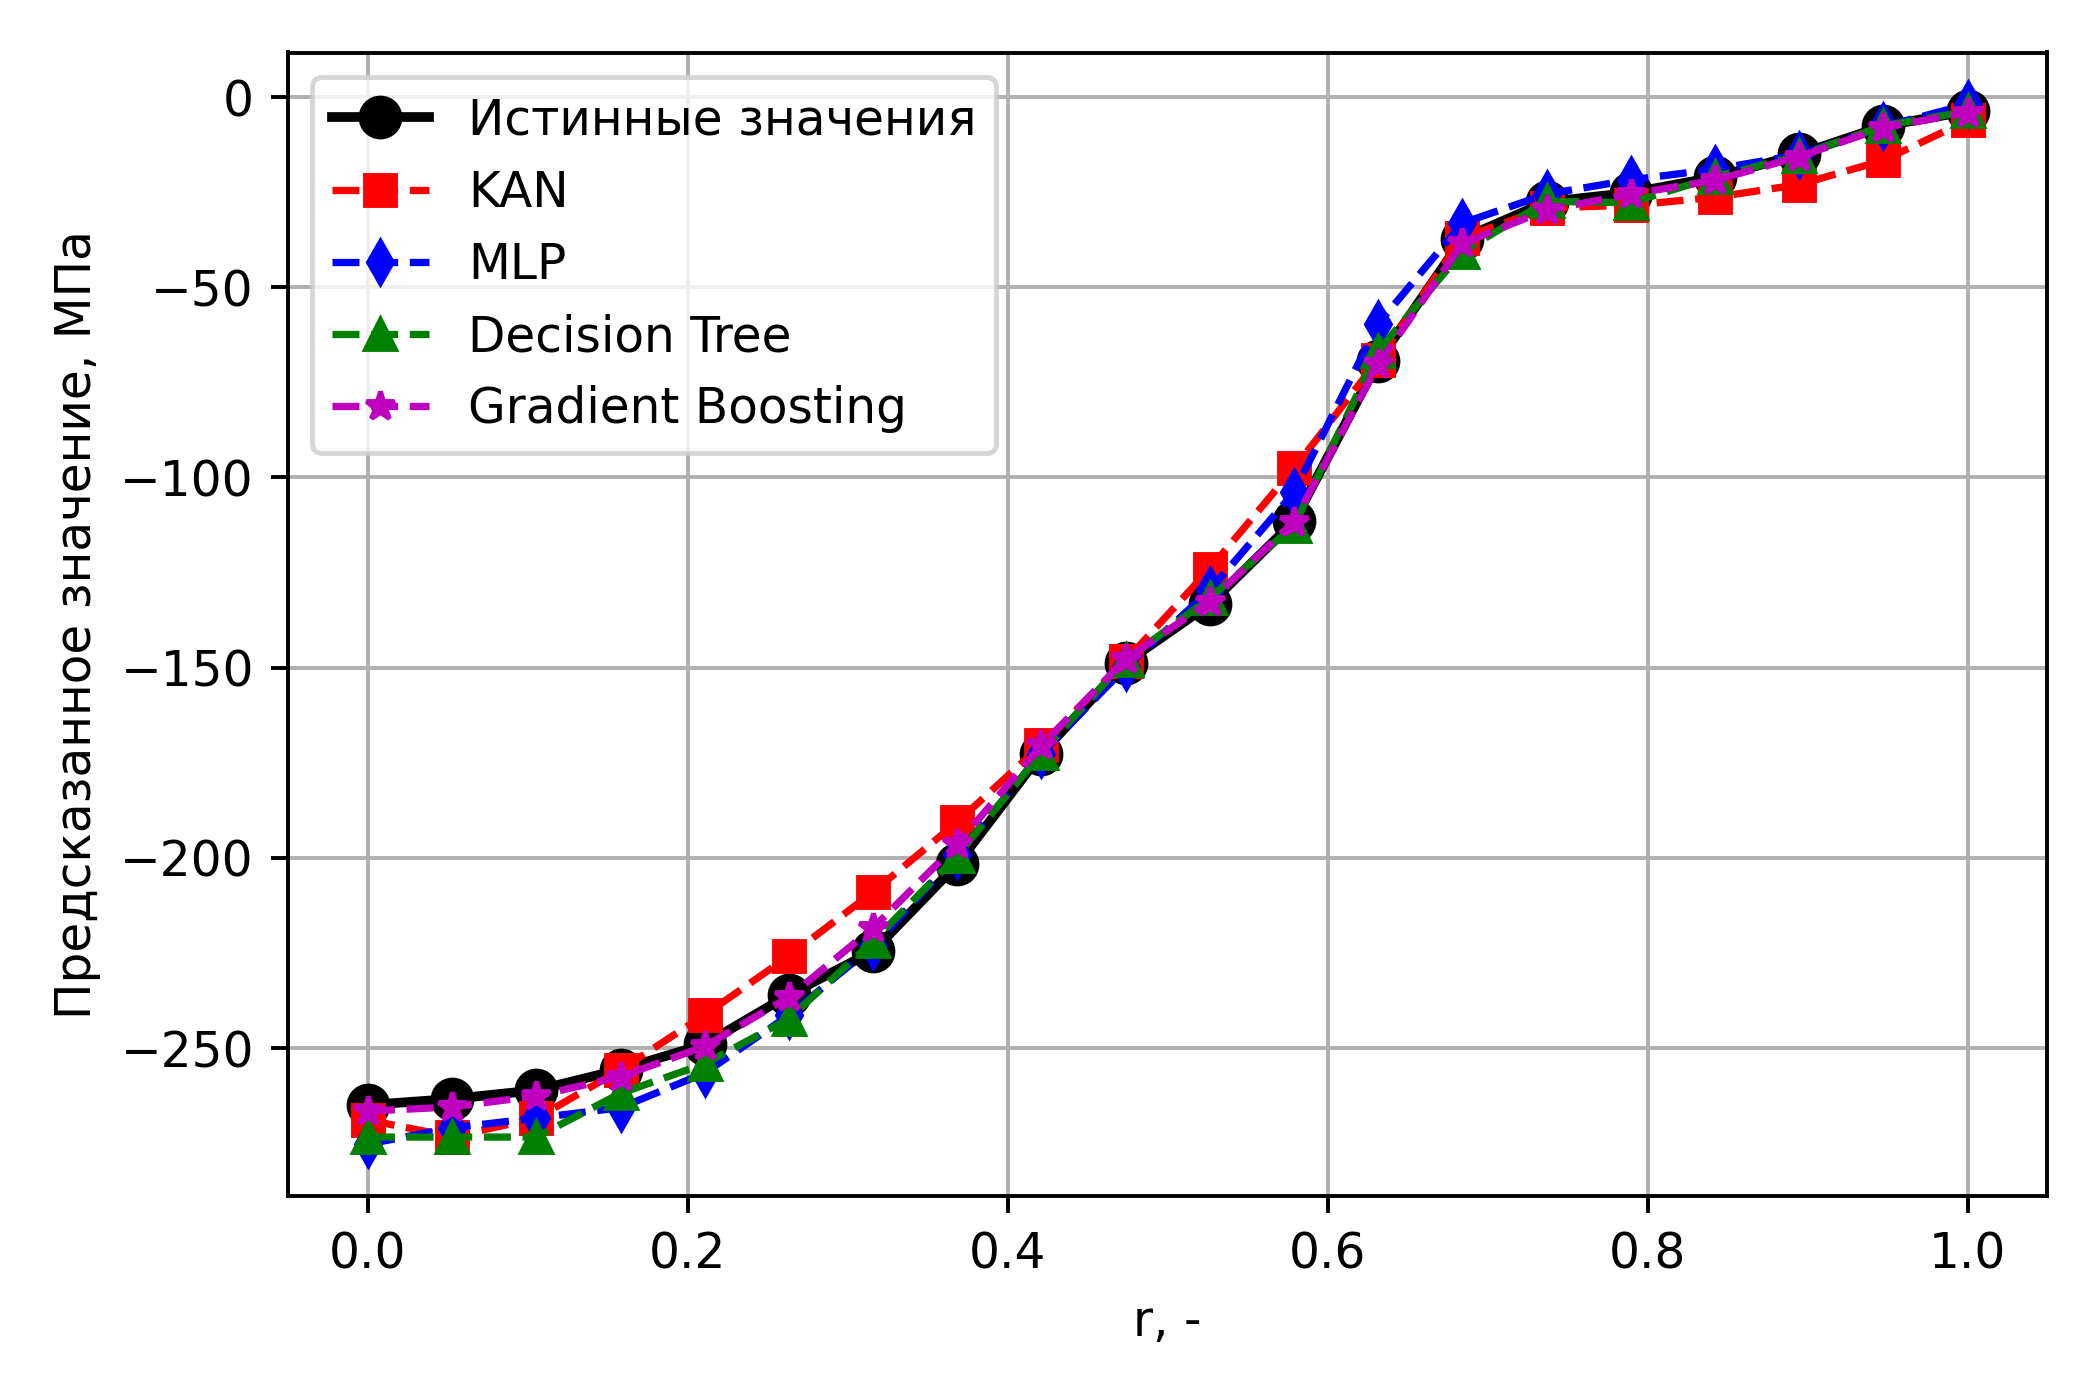 Истинные значения
KAN
MLP
Decision Tree
Gradient Boosting
Предсказанное значение, МПа
0
−50
−100
−150
−200
−250
0.0 0.2 0.4 0.6 0.8 1.0
r, -